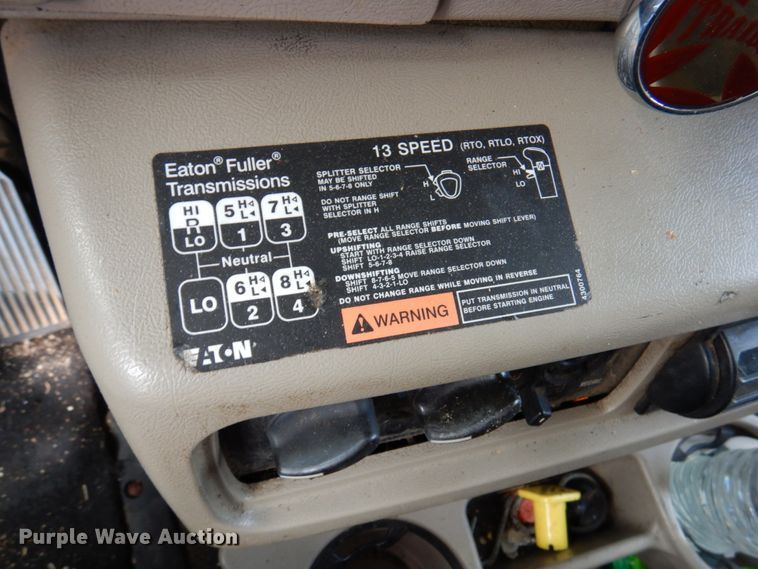 13 SPEED (RTO, RTLO, RTOX)
Eaton® Fuller®
Transmissions
HI
R
LO
5 H
L
1
7 H
L
3
Neutral
LO
6 H
L
2
8 H
L
4
EATON
SPLITTER SELECTOR
MAY BE SHIFTED
IN 5-6-7-8 ONLY
H
L
RANGE
SELECTOR
HI
LO
DO NOT RANGE SHIFT
WITH SPLITTER
SELECTOR IN H
PRE-SELECT ALL RANGE SHIFTS
(MOVE RANGE SELECTOR BEFORE MOVING SHIFT LEVER)
UPSHIFTING
START WITH RANGE SELECTOR DOWN
SHIFT LO-1-2-3-4 RAISE RANGE SELECTOR
SHIFT 5-6-7-8
DOWNSHIFTING
SHIFT 8-7-6-5 MOVE RANGE SELECTOR DOWN
SHIFT 4-3-2-1-LO
DO NOT CHANGE RANGE WHILE MOVING IN REVERSE
WARNING
PUT TRANSMISSION IN NEUTRAL
BEFORE STARTING ENGINE
4300764
Purple Wave Auction®